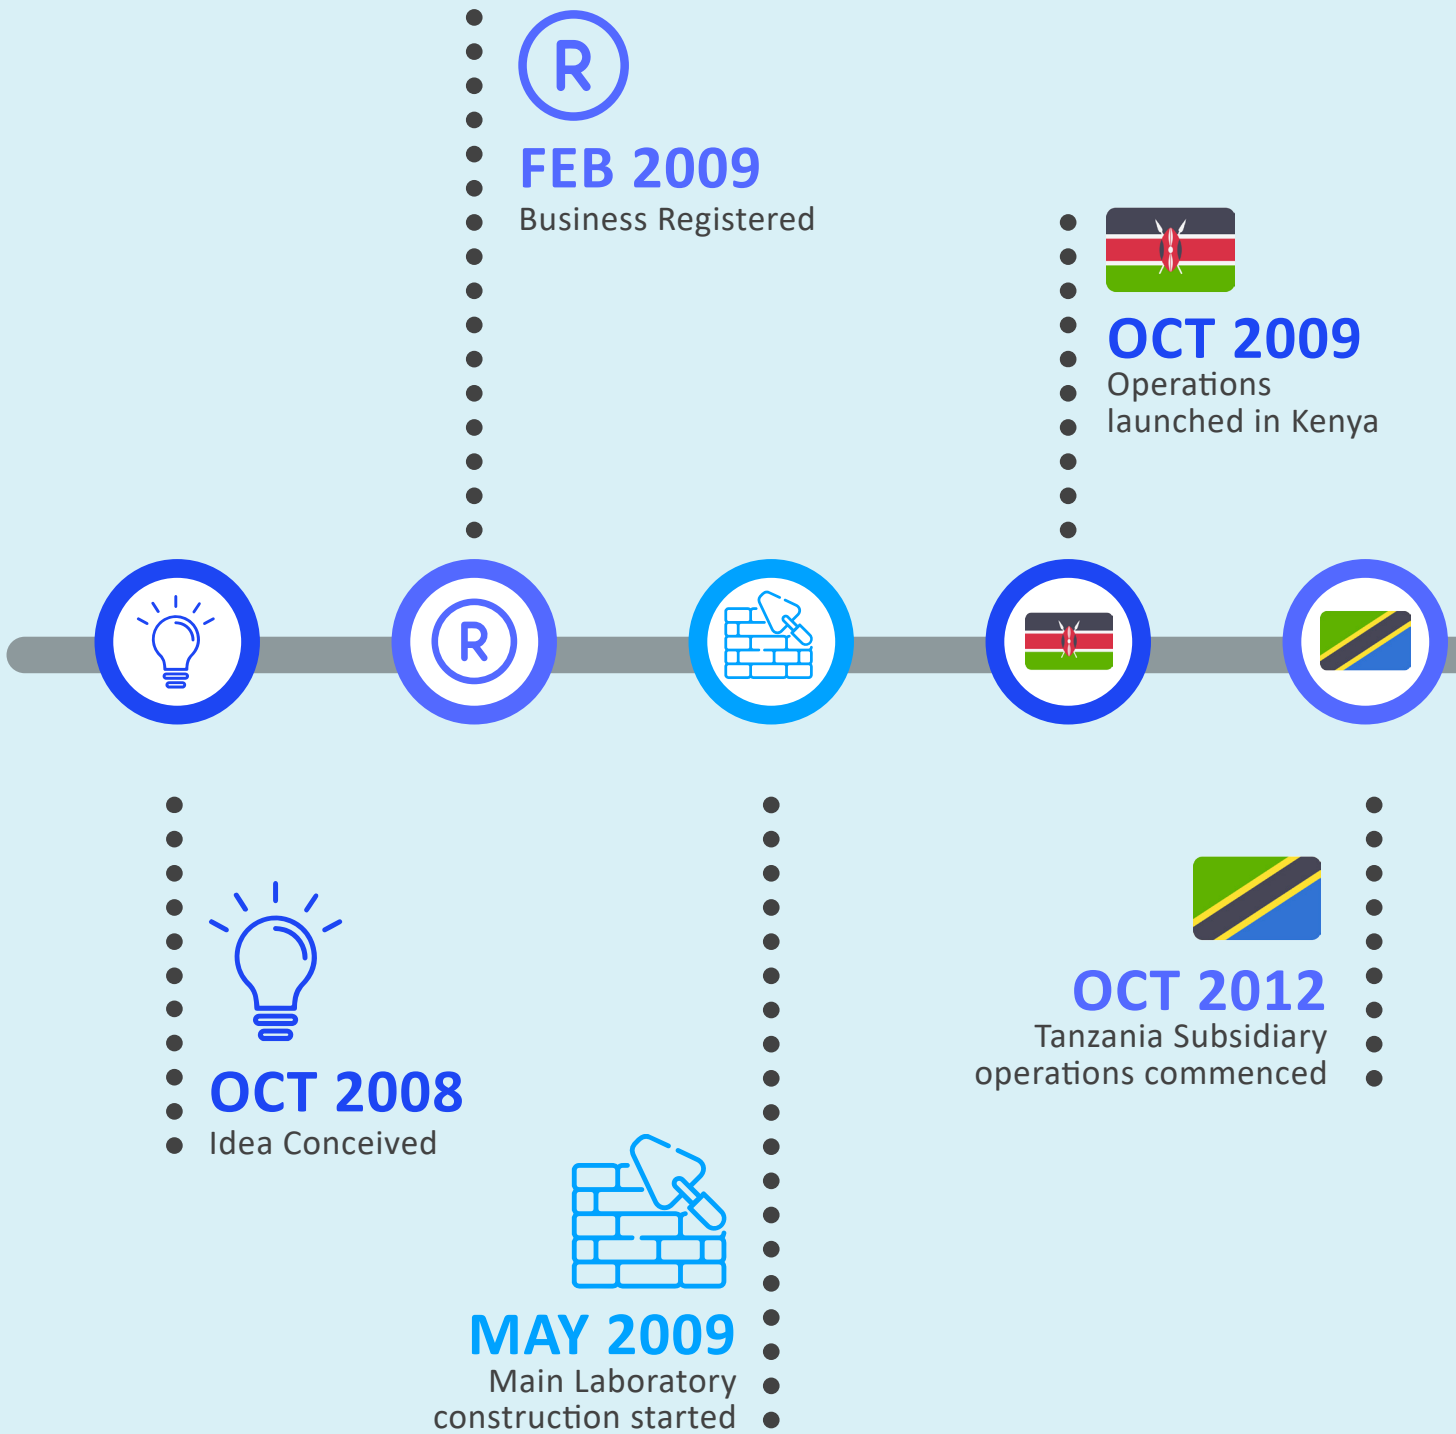 R
FEB 2009
Business Registered
OCT 2009
Operations
launched in Kenya
R
OCT 2008
Idea Conceived
MAY 2009
Main Laboratory
construction started
OCT 2012
Tanzania Subsidiary
operations commenced